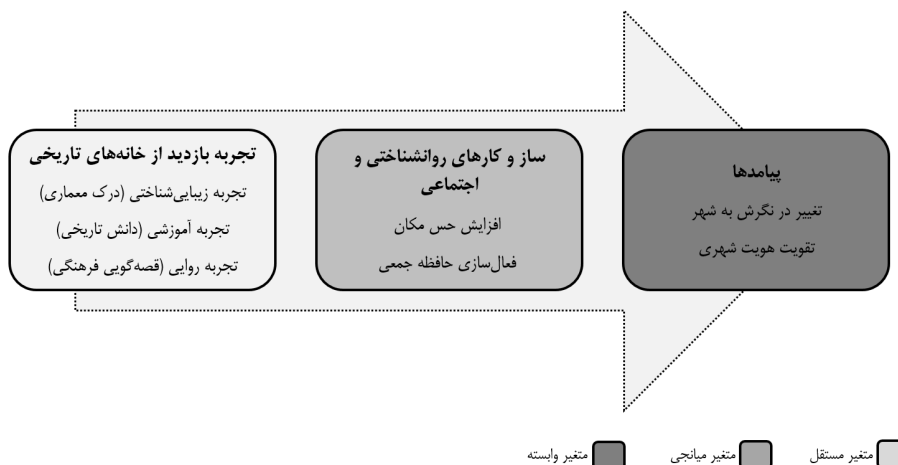 تجربه بازدید از خانه‌های تاریخی
تجربه زیبایی‌شناختی (درک معماری)
تجربه آموزشی (دانش تاریخی)
تجربه روایی (قصه‌گویی فرهنگی)
ساز و کارهای روانشناختی و
اجتماعی
افزایش حس مکان
فعال‌سازی حافظه جمعی
پیامدها
تغییر در نگرش به شهر
تقویت هویت شهری
متغیر مستقل
متغیر میانجی
متغیر وابسته